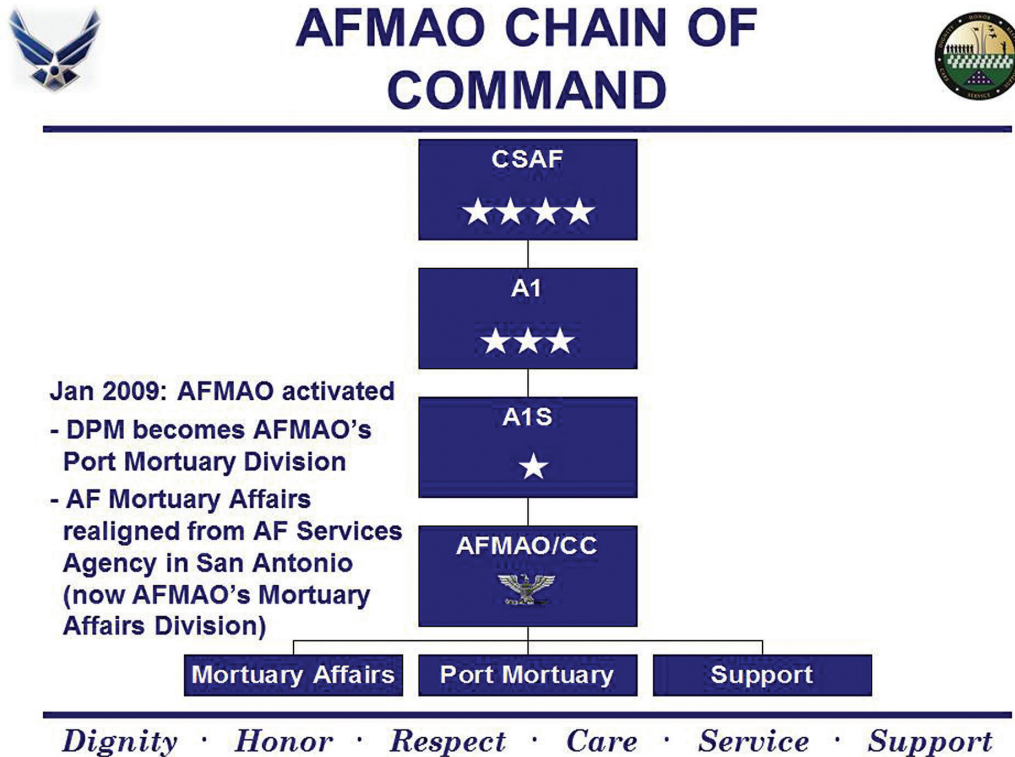 AFMAO CHAIN OF
COMMAND
CSAF
A1
A1S
AFMAO/CC
Jan 2009: AFMAO activated
- DPM becomes AFMAO's
Port Mortuary Division
- AF Mortuary Affairs
realigned from AF Services
Agency in San Antonio
(now AFMAO's Mortuary
Affairs Division)
Mortuary Affairs
Port Mortuary
Support
Dignity · Honor · Respect · Care · Service · Support